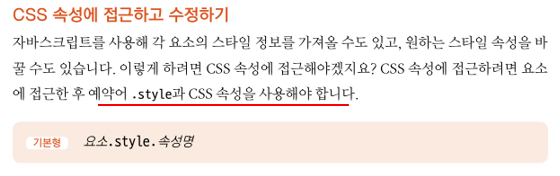 CSS 속성에 접근하고 수정하기
자바스크립트를 사용해 각 요소의 스타일 정보를 가져올 수도 있고, 원하는 스타일 속성을 바
꿀 수도 있습니다. 이렇게 하려면 CSS 속성에 접근해야겠지요? CSS 속성에 접근하려면 요소
에 접근한 후 예약어 .style과 CSS 속성을 사용해야 합니다.
기본형 요소.style.속성명